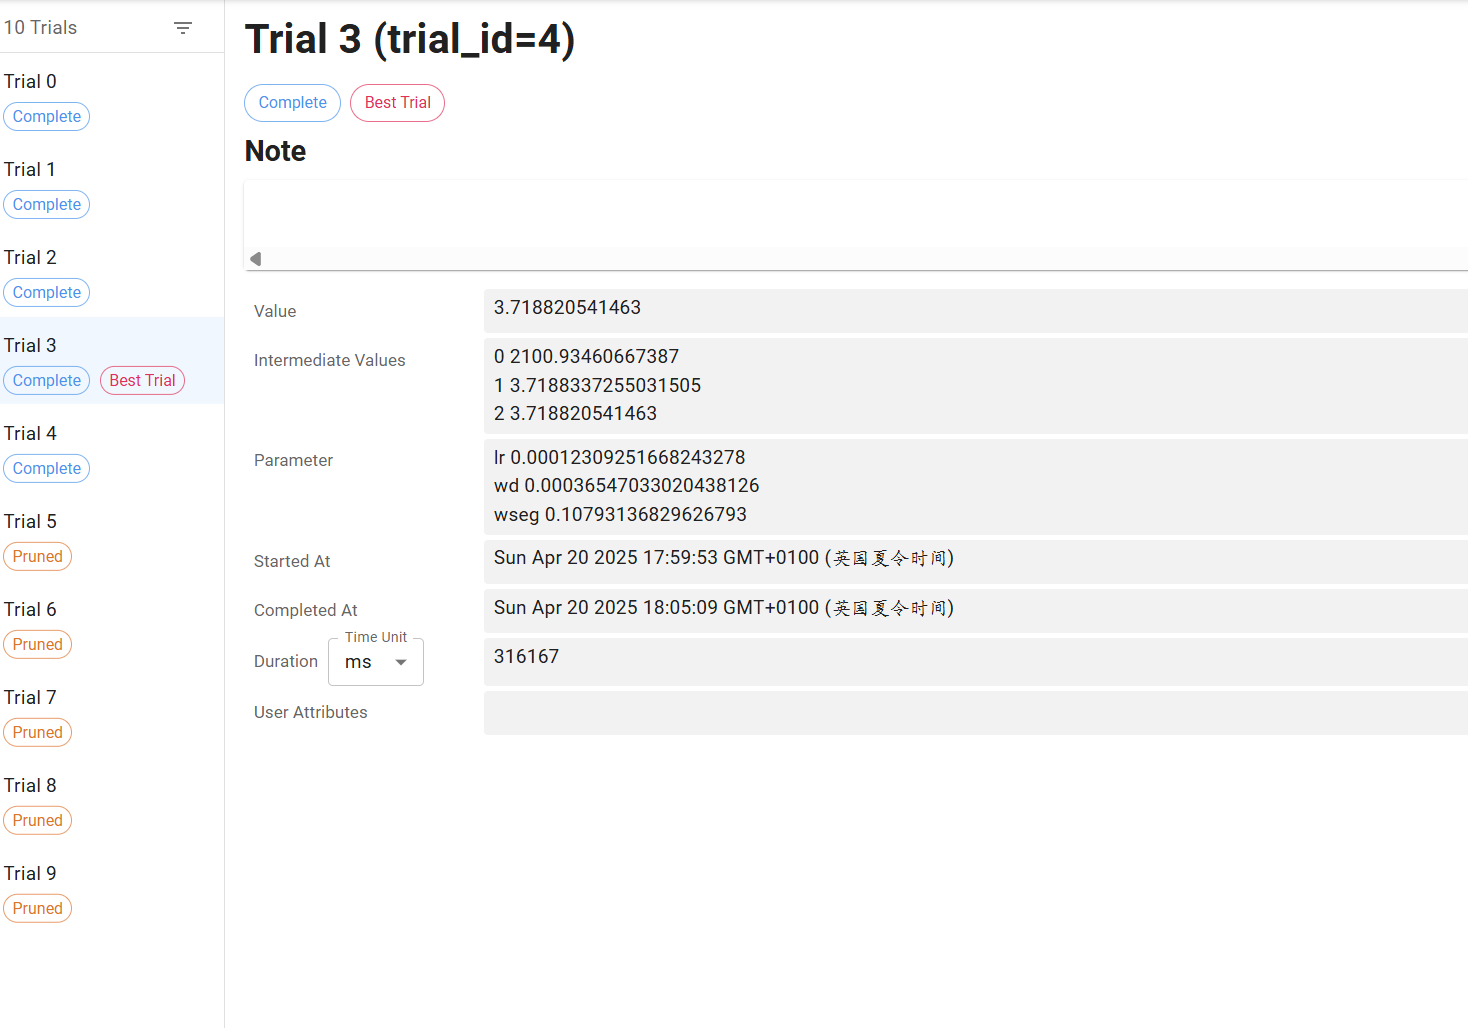 10 Trials
Trial 0
Complete
Trial 1
Complete
Trial 2
Complete
Trial 3
Complete Best Trial
Trial 4
Complete
Trial 5
Pruned
Trial 6
Pruned
Trial 7
Pruned
Trial 8
Pruned
Trial 9
Pruned
Trial 3 (trial_id=4)
Complete Best Trial
Note
Value 3.718820541463
Intermediate Values 0 2100.93460667387
1 3.7188337255031505
2 3.718820541463
Parameter lr 0.00012309251668243278
wd 0.00036547033020438126
wseg 0.10793136829626793
Started At Sun Apr 20 2025 17:59:53 GMT+0100 (英国夏令时间)
Completed At Sun Apr 20 2025 18:05:09 GMT+0100 (英国夏令时间)
Time Unit
Duration ms 316167
User Attributes